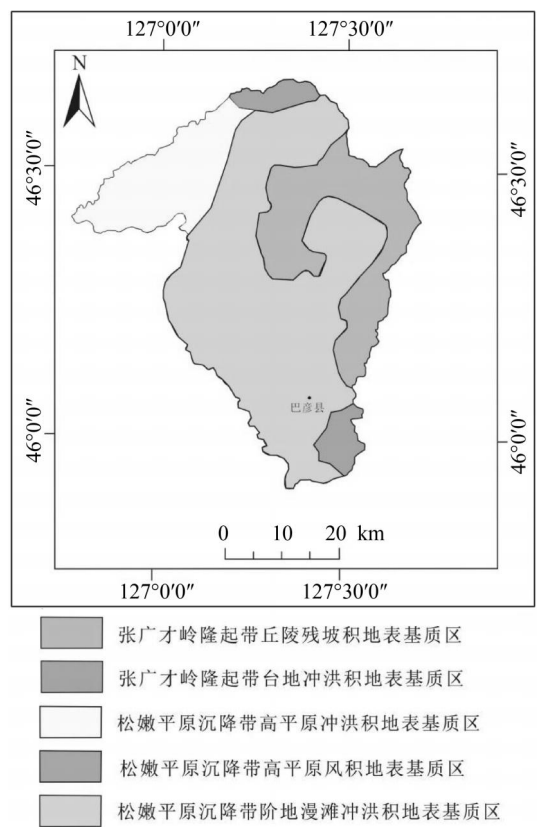 127°0′0″ 127°30′0″
N
46°30′0″ 46°30′0″
巴彦县
46°0′0″ 46°0′0″
0 10 20 km
127°0′0″ 127°30′0″
张广才岭隆起带丘陵残坡积地表基质区
张广才岭隆起带台地冲洪积地表基质区
松嫩平原沉降带高平原冲洪积地表基质区
松嫩平原沉降带高平原风积地表基质区
松嫩平原沉降带阶地漫滩冲洪积地表基质区